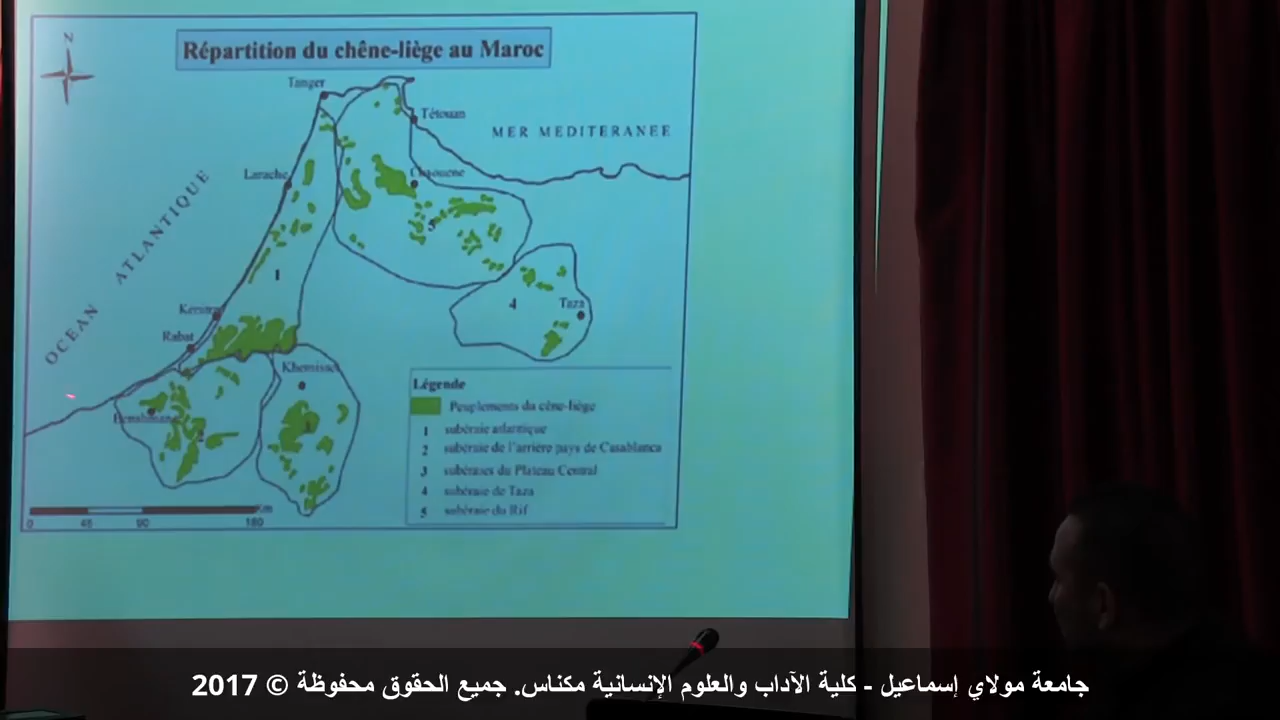 Répartition du chêne-liège au Maroc
N
Tanger
Tétouan
MER MEDITERANEE
Larache
Chaouene
OCEAN ATLANTIQUE
5
1
4
Taza
Kenitra
Rabat
Khemisset
Benslimane
2
3
Légende
Peuplements du cêne-liège
1 subéraie atlantique
2 subéraie de l'arrière pays de Casablanca
3 subéraies du Plateau Central
4 subéraie de Taza
5 subéraie du Rif
Km
0 45 90 180
جامعة مولاي إسماعيل - كلية الآداب والعلوم الإنسانية مكناس. جميع الحقوق محفوظة © 2017